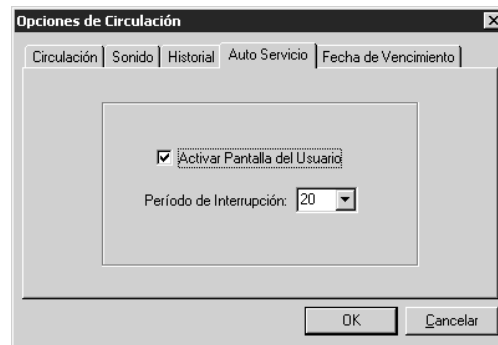 Opciones de Circulación
Circulación Sonido Historial Auto Servicio Fecha de Vencimiento
Activar Pantalla del Usuario
Período de Interrupción: 20
OK Cancelar